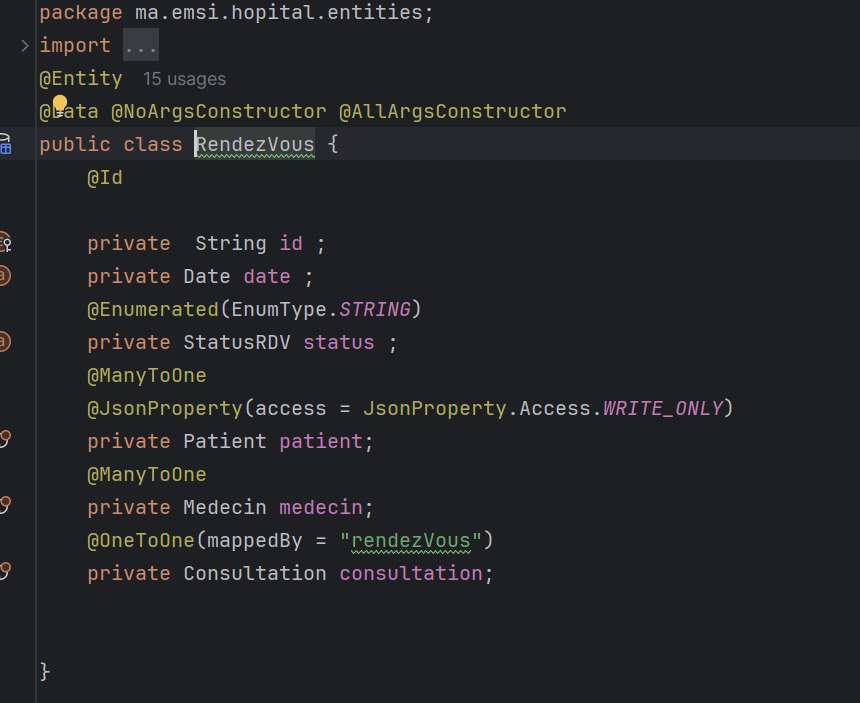 package ma.emsi.hopital.entities;
import ...
@Entity 15 usages
@Data @NoArgsConstructor @AllArgsConstructor
public class RendezVous {
@Id
private  String id ;
private Date date ;
@Enumerated(EnumType.STRING)
private StatusRDV status ;
@ManyToOne
@JsonProperty(access = JsonProperty.Access.WRITE_ONLY)
private Patient patient;
@ManyToOne
private Medecin medecin;
@OneToOne(mappedBy = "rendezVous")
private Consultation consultation;
}